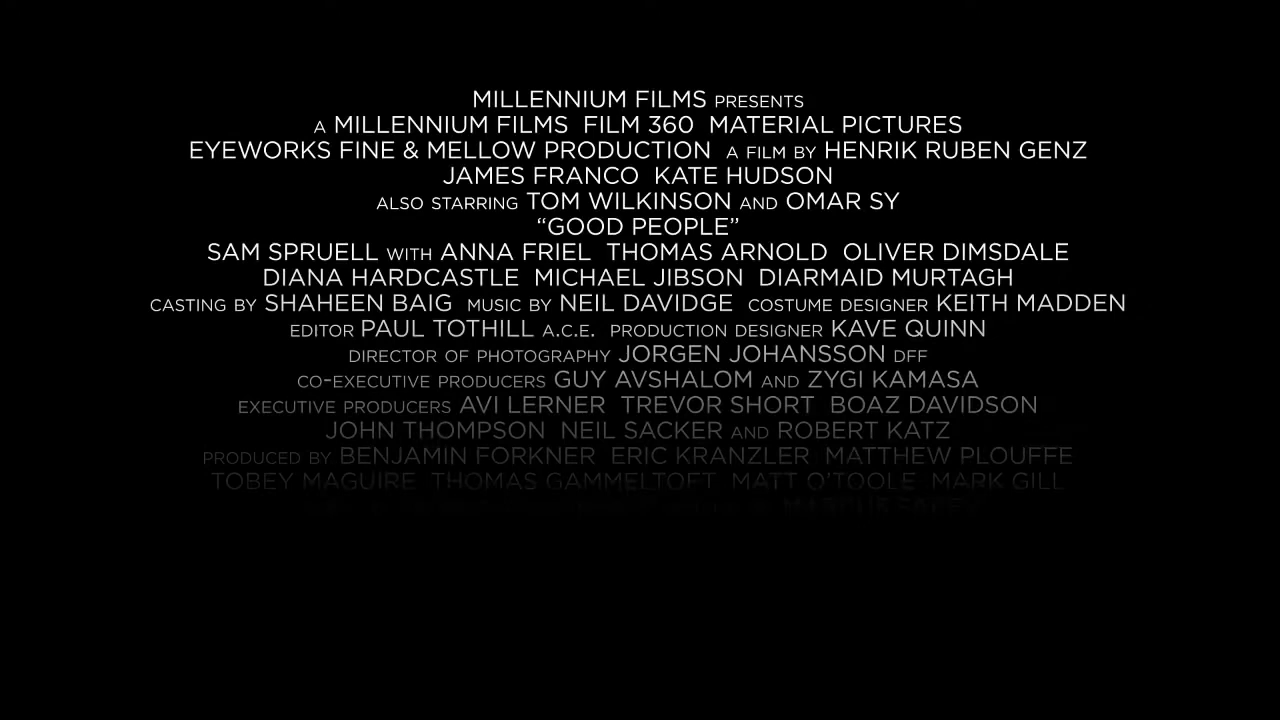 MILLENNIUM FILMS PRESENTS
A MILLENNIUM FILMS FILM 360 MATERIAL PICTURES
EYEWORKS FINE & MELLOW PRODUCTION A FILM BY HENRIK RUBEN GENZ
JAMES FRANCO KATE HUDSON
ALSO STARRING TOM WILKINSON AND OMAR SY
“GOOD PEOPLE”
SAM SPRUELL WITH ANNA FRIEL THOMAS ARNOLD OLIVER DIMSDALE
DIANA HARDCASTLE MICHAEL JIBSON DIARMAID MURTAGH
CASTING BY SHAHEEN BAIG MUSIC BY NEIL DAVIDGE COSTUME DESIGNER KEITH MADDEN
EDITOR PAUL TOTHILL A.C.E. PRODUCTION DESIGNER KAVE QUINN
DIRECTOR OF PHOTOGRAPHY JORGEN JOHANSSON DFF
CO-EXECUTIVE PRODUCERS GUY AVSHALOM AND ZYGI KAMASA
EXECUTIVE PRODUCERS AVI LERNER TREVOR SHORT BOAZ DAVIDSON
JOHN THOMPSON NEIL SACKER AND ROBERT KATZ
PRODUCED BY BENJAMIN FORKNER ERIC KRANZLER MATTHEW PLOUFFE
TOBEY MAGUIRE THOMAS GAMMELTOFT MATT O’TOOLE MARK GILL